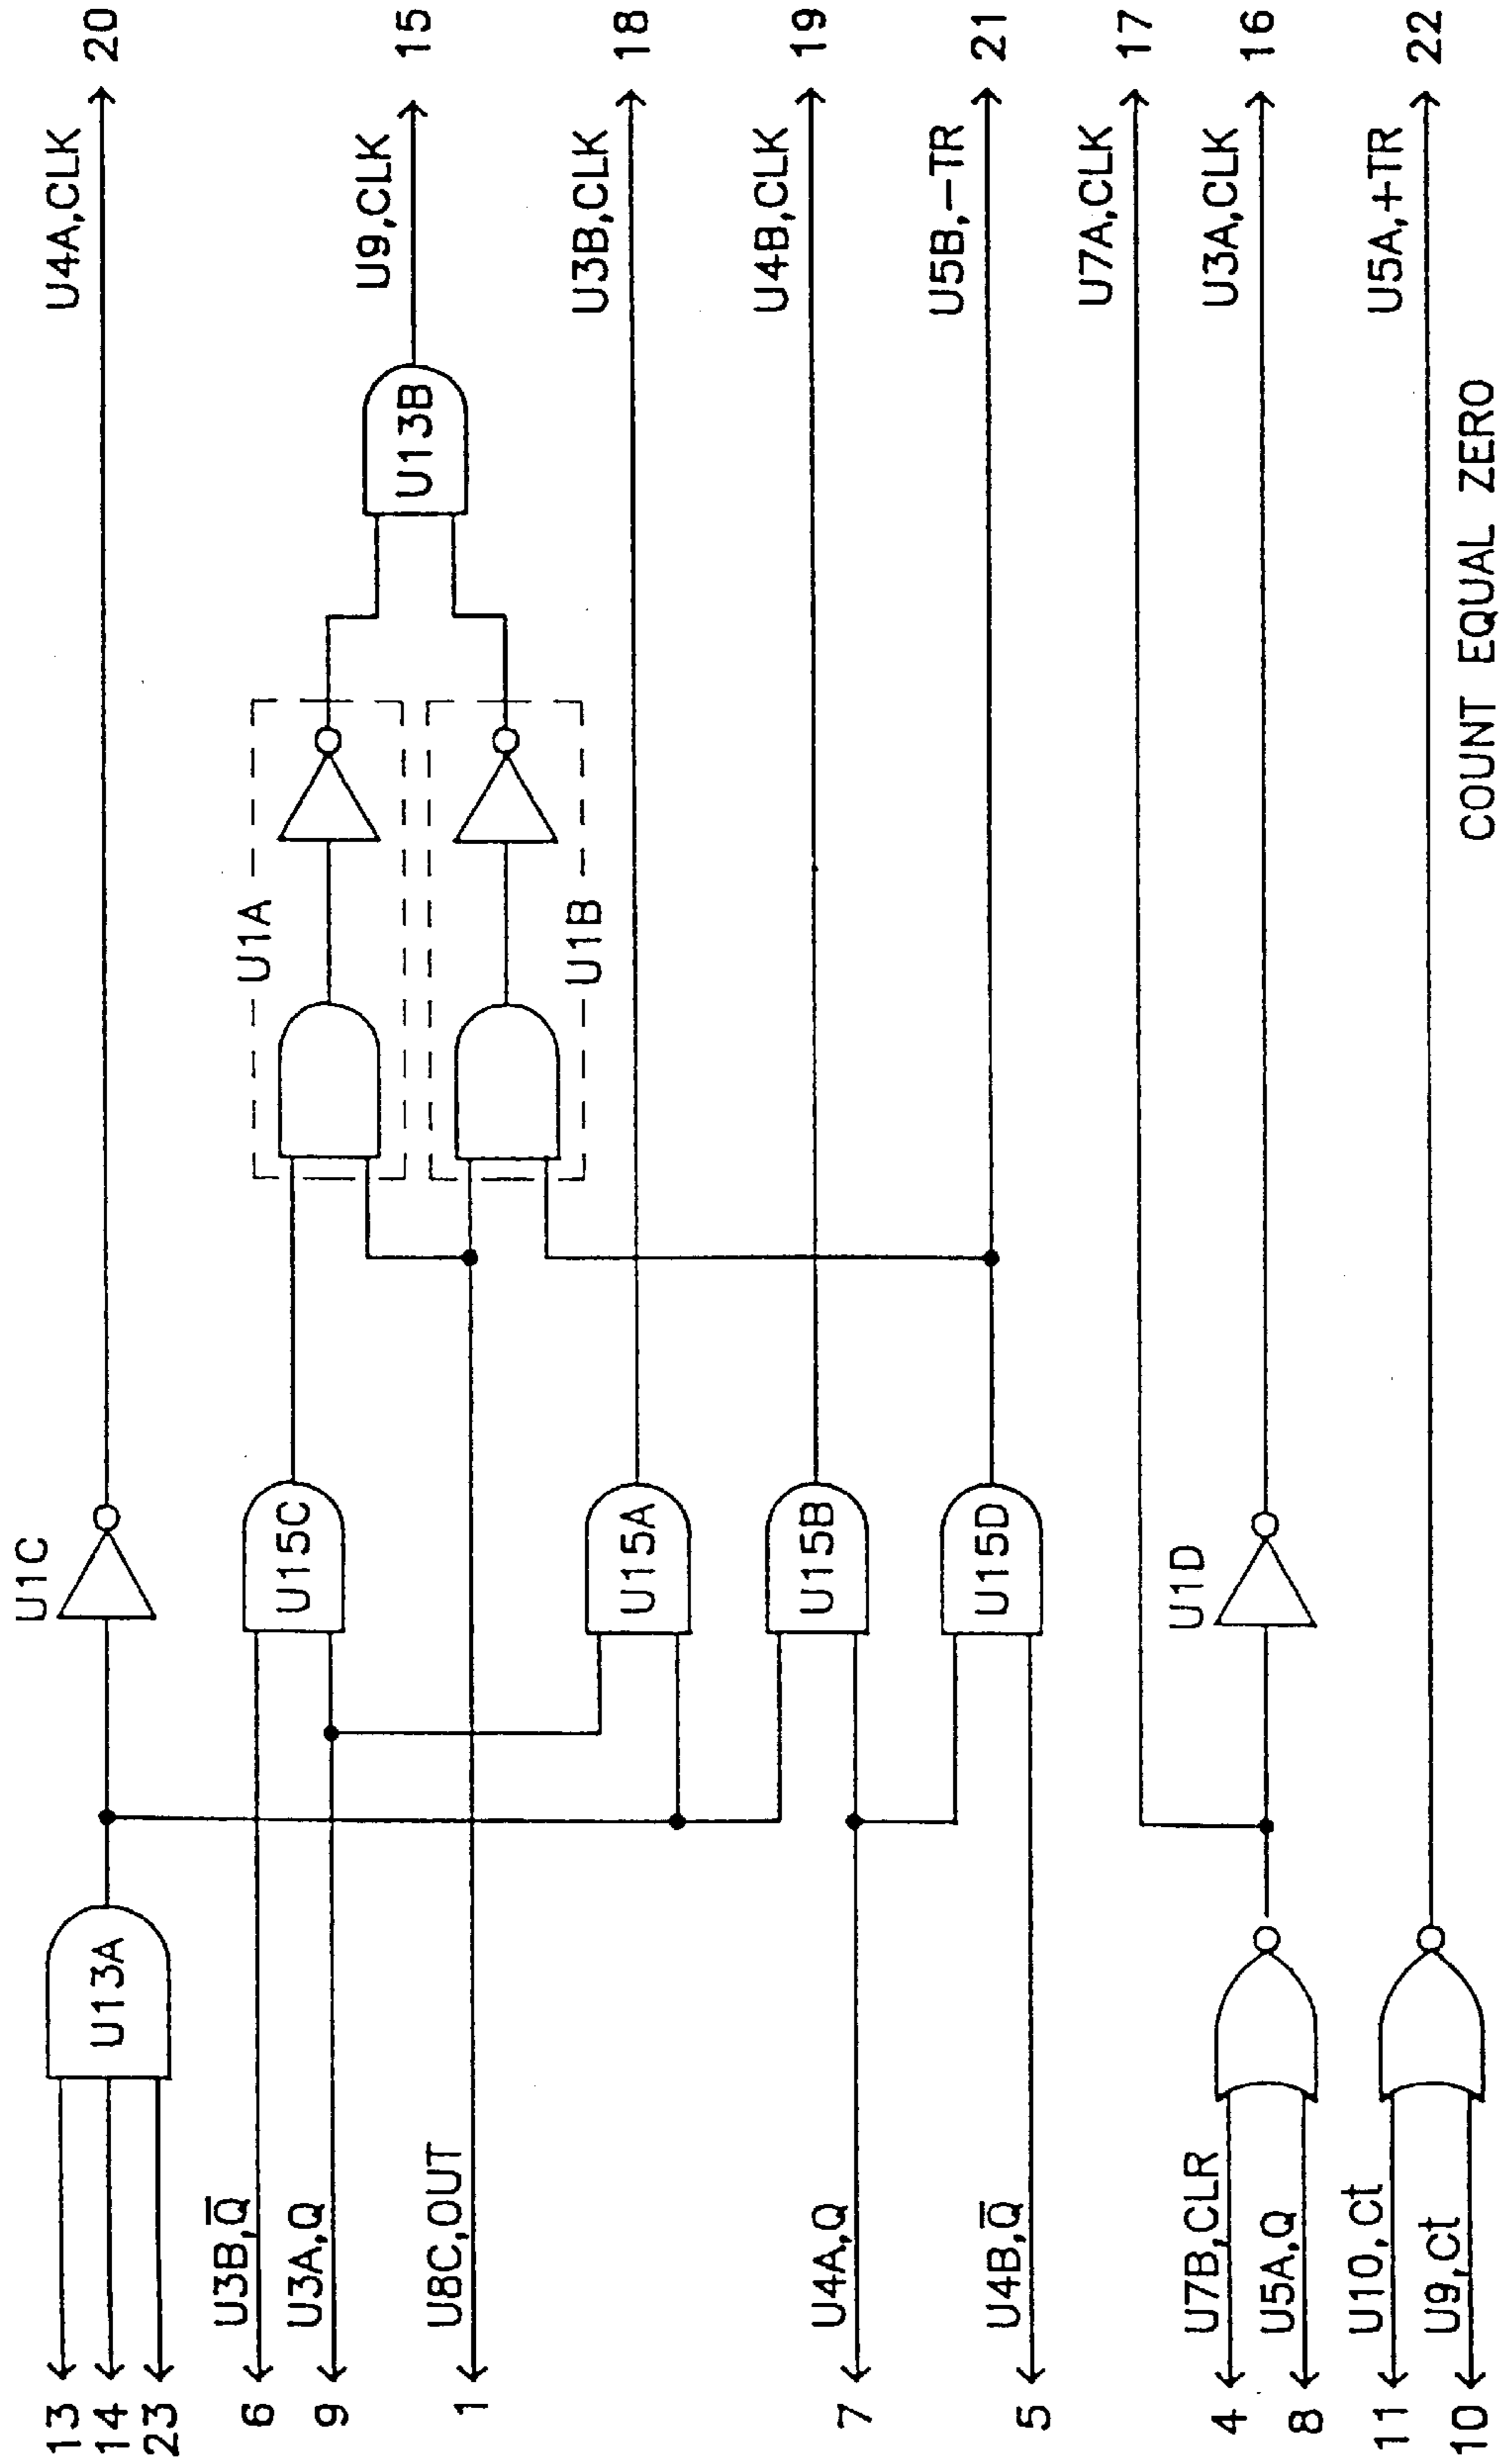 13
14
23
U13A
U1C
U4A,CLK
20
6
U3B,Q̅
9
U3A,Q
U15C
U1A
U13B
U9,CLK
15
1
U8C,OUT
U1B
U15A
U3B,CLK
18
U15B
U4B,CLK
19
7
U4A,Q
5
U4B,Q̅
U15D
U5B,-TR
21
U7A,CLK
17
4
U7B,CLR
8
U5A,Q
U1D
U3A,CLK
16
11
U10,Ct
10
U9,Ct
U5A,+TR
22
COUNT EQUAL ZERO